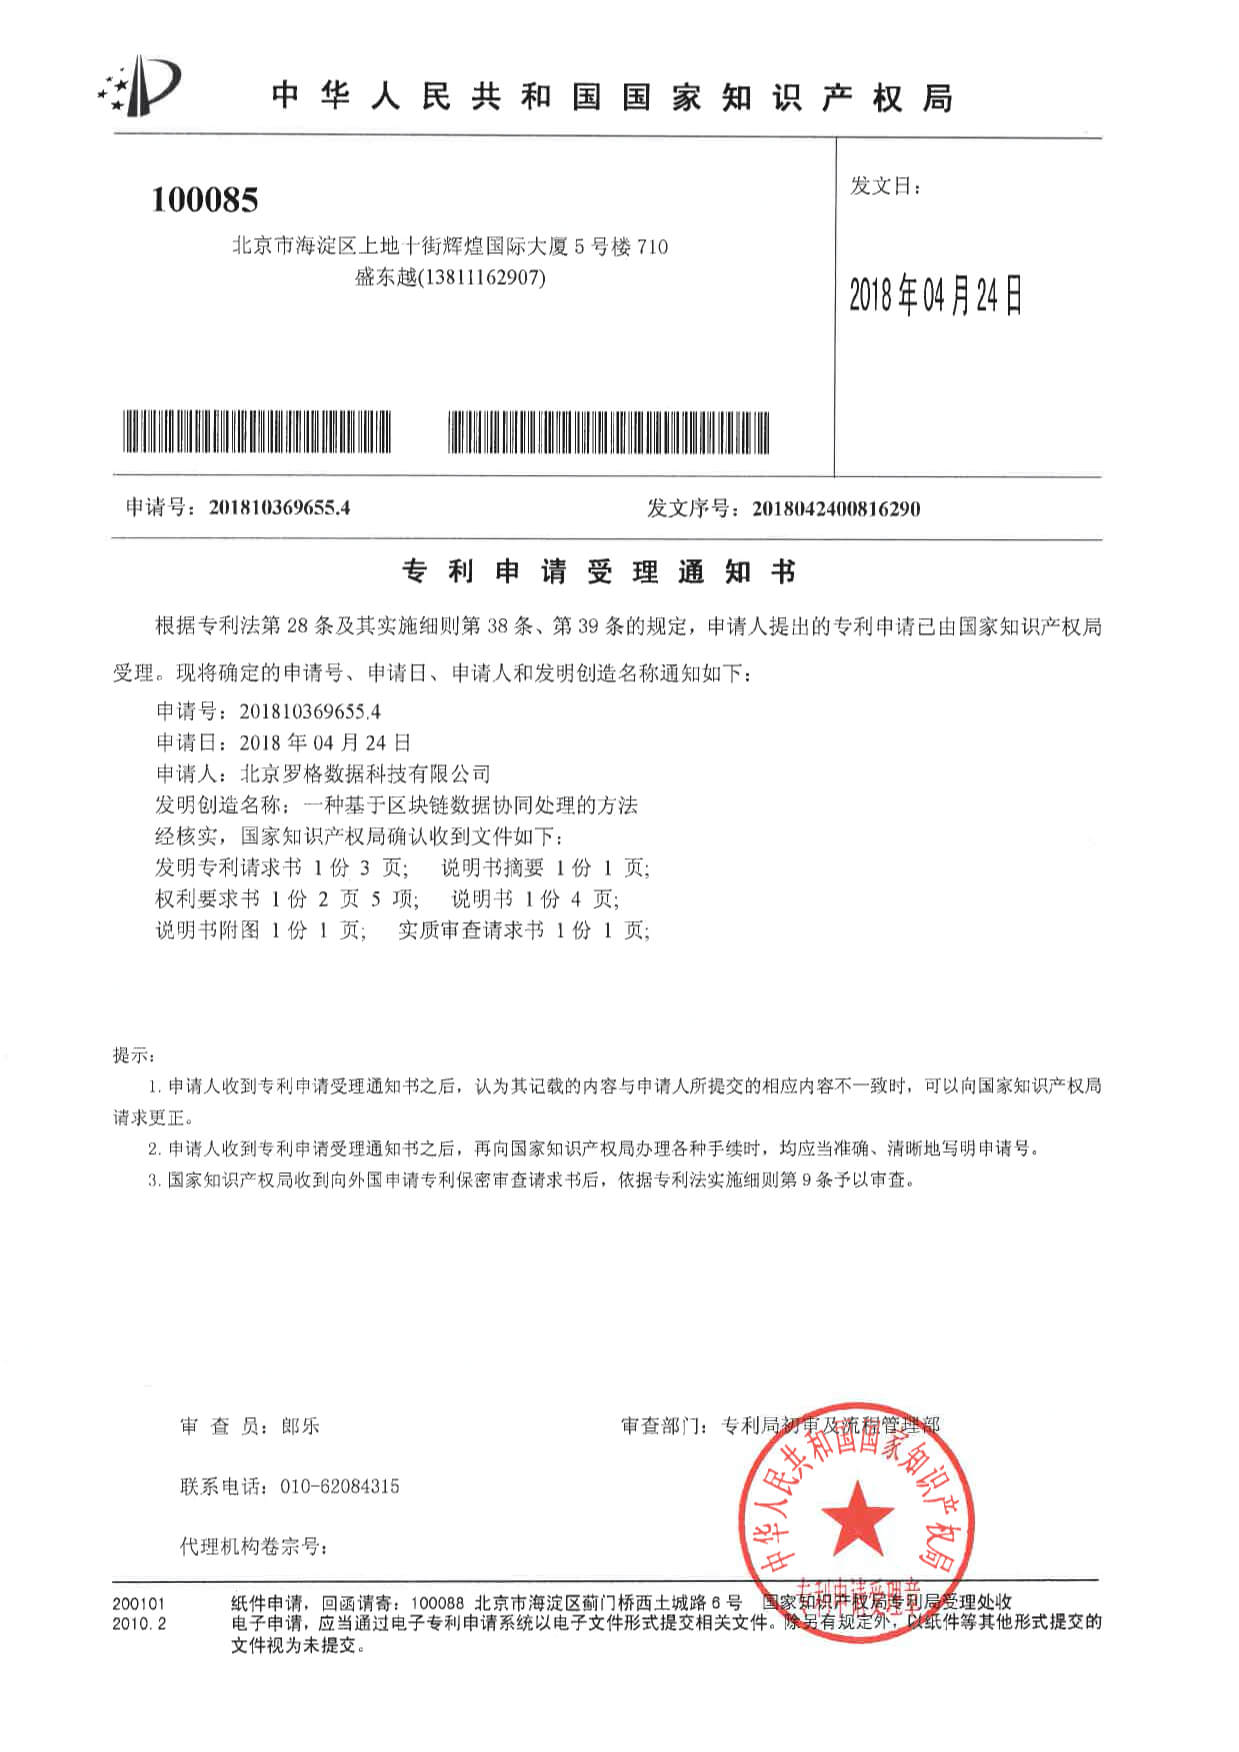 中华人民共和国国家知识产权局
100085
北京市海淀区上地十街辉煌国际大厦 5 号楼 710
盛东越(13811162907)
发文日：
2018 年 04 月 24 日
申请号：201810369655.4
发文序号：2018042400816290
专利申请受理通知书
根据专利法第 28 条及其实施细则第 38 条、第 39 条的规定，申请人提出的专利申请已由国家知识产权局
受理。现将确定的申请号、申请日、申请人和发明创造名称通知如下：
申请号：201810369655.4
申请日：2018 年 04 月 24 日
申请人：北京罗格数据科技有限公司
发明创造名称：一种基于区块链数据协同处理的方法
经核实，国家知识产权局确认收到文件如下：
发明专利请求书 1 份 3 页; 说明书摘要 1 份 1 页;
权利要求书 1 份 2 页 5 项; 说明书 1 份 4 页;
说明书附图 1 份 1 页; 实质审查请求书 1 份 1 页;
提示：
1. 申请人收到专利申请受理通知书之后，认为其记载的内容与申请人所提交的相应内容不一致时，可以向国家知识产权局
请求更正。
2. 申请人收到专利申请受理通知书之后，再向国家知识产权局办理各种手续时，均应当准确、清晰地写明申请号。
3. 国家知识产权局收到向外国申请专利保密审查请求书后，依据专利法实施细则第 9 条予以审查。
审 查 员：郎乐
审查部门：专利局初审及流程管理部
联系电话：010-62084315
代理机构卷宗号：
中华人民共和国国家知识产权局
专利申请受理章
200101
2010.2
纸件申请，回函请寄：100088 北京市海淀区蓟门桥西土城路 6 号 国家知识产权局专利局受理处收
电子申请，应当通过电子专利申请系统以电子文件形式提交相关文件。除另有规定外，以纸件等其他形式提交的
文件视为未提交。